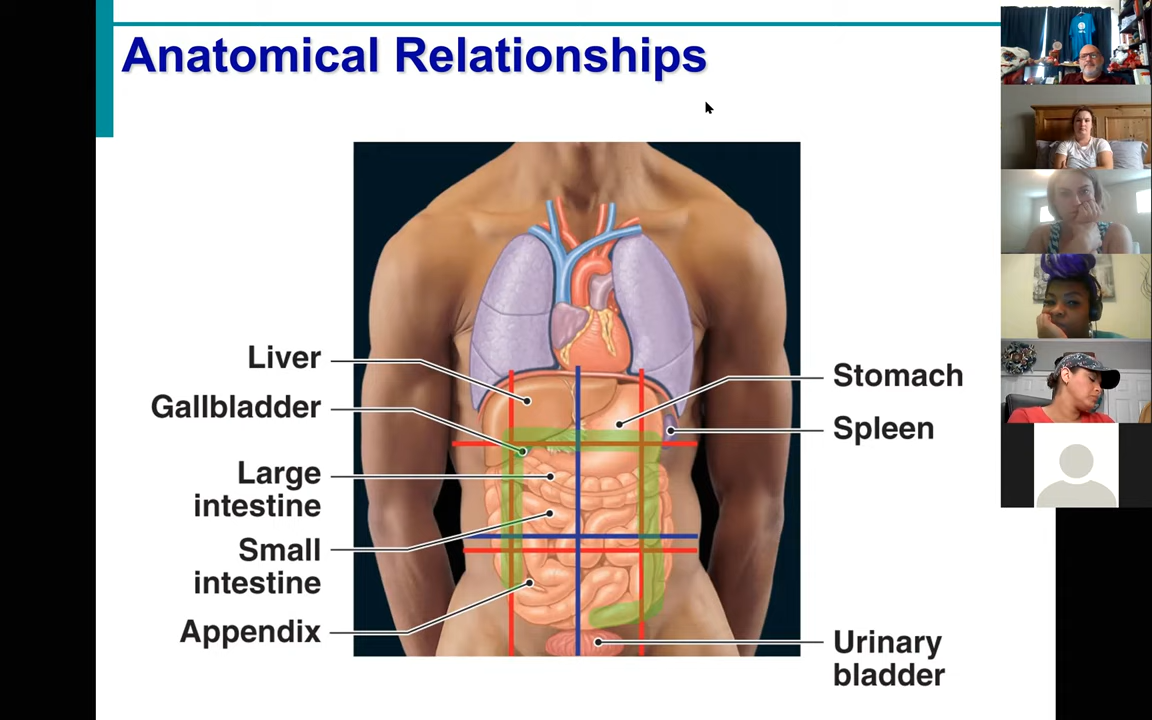 Anatomical Relationships
Liver
Gallbladder
Large
intestine
Small
intestine
Appendix
Stomach
Spleen
Urinary
bladder